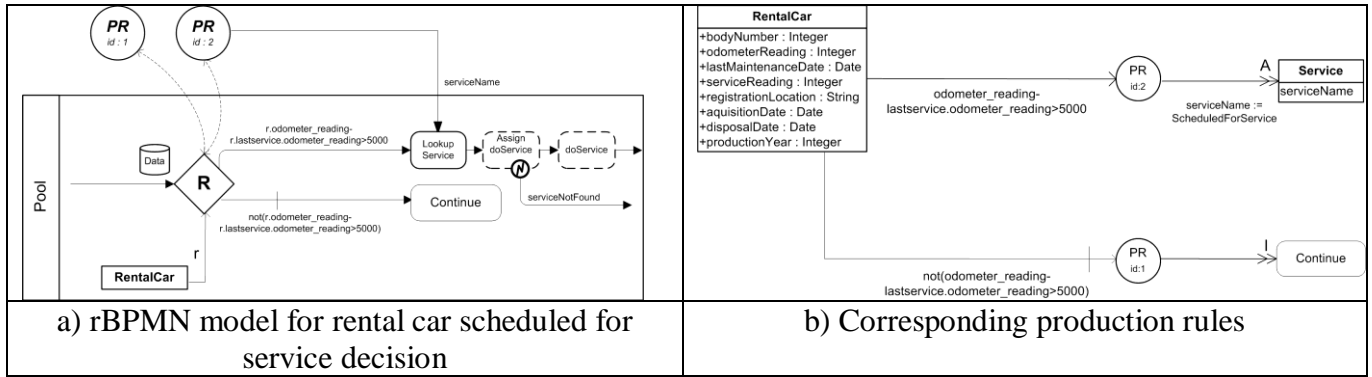 PR
id : 1
PR
id : 2
serviceName
Pool
Data
R
r.odometer_reading-
r.lastservice.odometer_reading>5000
Lookup
Service
Assign
doService
doService
serviceNotFound
Continue
not(r.odometer_reading-
r.lastservice.odometer_reading>5000)
r
RentalCar
RentalCar
+bodyNumber : Integer
+odometerReading : Integer
+lastMaintenanceDate : Date
+serviceReading : Integer
+registrationLocation : String
+aquisitionDate : Date
+disposalDate : Date
+productionYear : Integer
odometer_reading-
lastservice.odometer_reading>5000
PR
id:2
A
serviceName :=
ScheduledForService
Service
serviceName
not(odometer_reading-
lastservice.odometer_reading>5000)
PR
id:1
I
Continue
a) rBPMN model for rental car scheduled for
service decision
b) Corresponding production rules